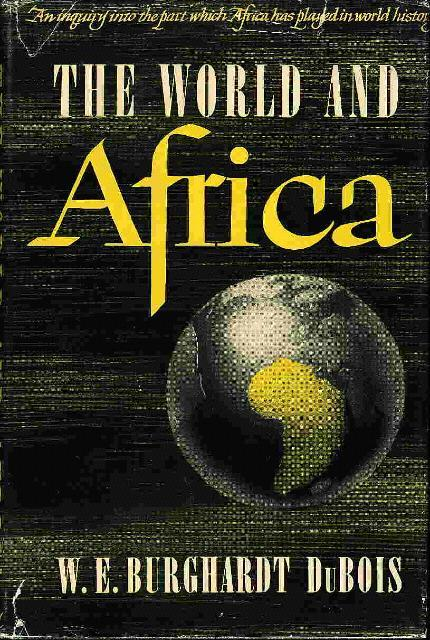 An inquiry into the part which Africa has played in world history
THE WORLD AND
Africa
W. E. BURGHARDT DuBOIS